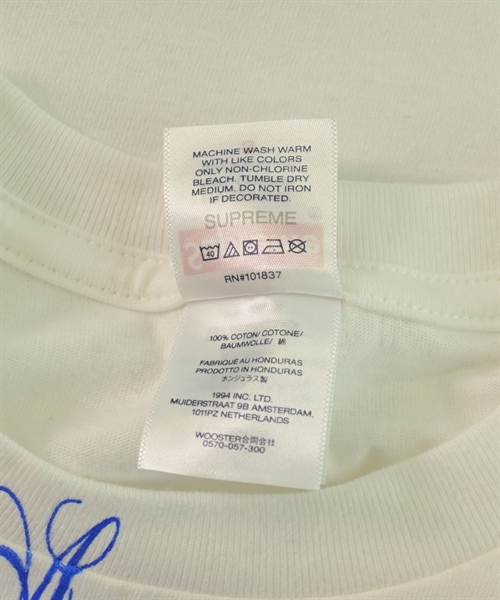 MACHINE WASH WARM
WITH LIKE COLORS
ONLY NON-CHLORINE
BLEACH. TUMBLE DRY
MEDIUM. DO NOT IRON
IF DECORATED.
SUPREME
40
RN#101837
100% COTON/COTONE/
BAUMWOLLE/ 綿
FABRIQUÉ AU HONDURAS
PRODOTTO IN HONDURAS
ホンジュラス製
1994 INC. LTD.
MUIDERSTRAAT 9B AMSTERDAM,
1011PZ NETHERLANDS
WOOSTER合同会社
0570-057-300